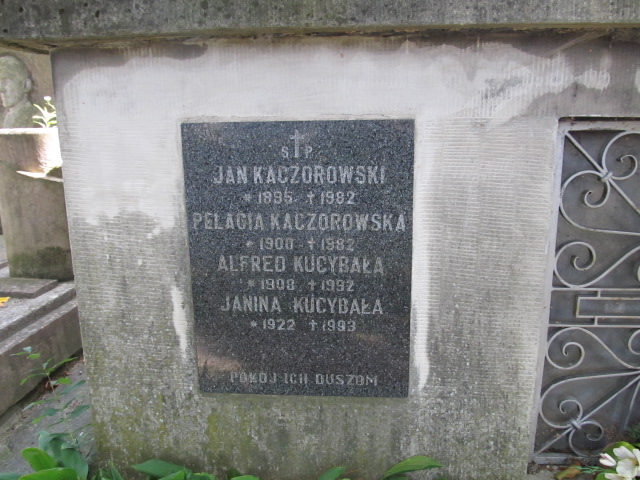 Ś P
JAN KACZOROWSKI
* 1895 † 1982
PELAGIA KACZOROWSKA
* 1900 † 1982
ALFRED KUCYBAŁA
* 1908 † 1992
JANINA KUCYBAŁA
* 1922 † 1993
POKÓJ ICH DUSZOM